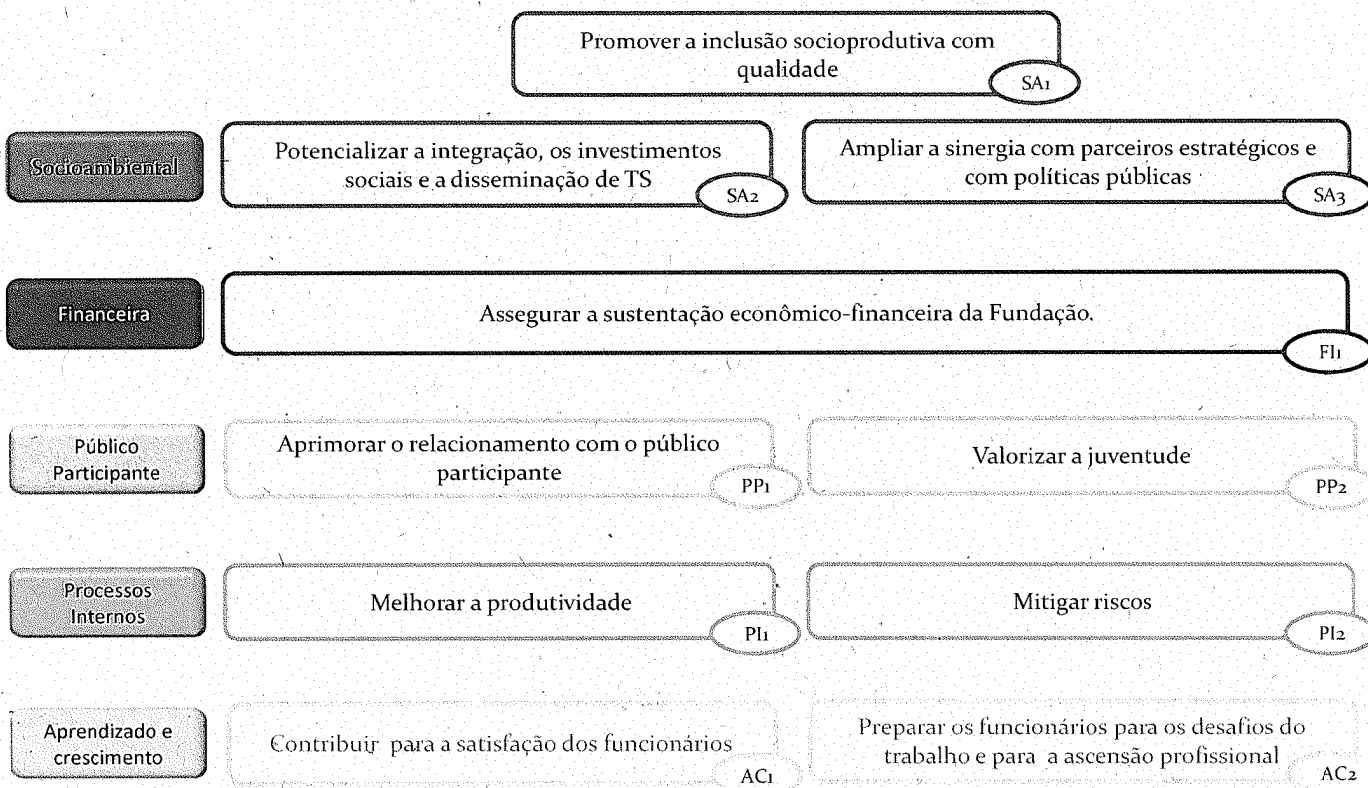 Promover a inclusão socioprodutiva com
qualidade
SA1
Socioambiental
Potencializar a integração, os investimentos
sociais e a disseminação de TS
SA2
Ampliar a sinergia com parceiros estratégicos e
com políticas públicas
SA3
Financeira
Assegurar a sustentação econômico-financeira da Fundação.
FI1
Público
Participante
Aprimorar o relacionamento com o público
participante
PP1
Valorizar a juventude
PP2
Processos
Internos
Melhorar a produtividade
PI1
Mitigar riscos
PI2
Aprendizado e
crescimento
Contribuir para a satisfação dos funcionários
AC1
Preparar os funcionários para os desafios do
trabalho e para a ascensão profissional
AC2